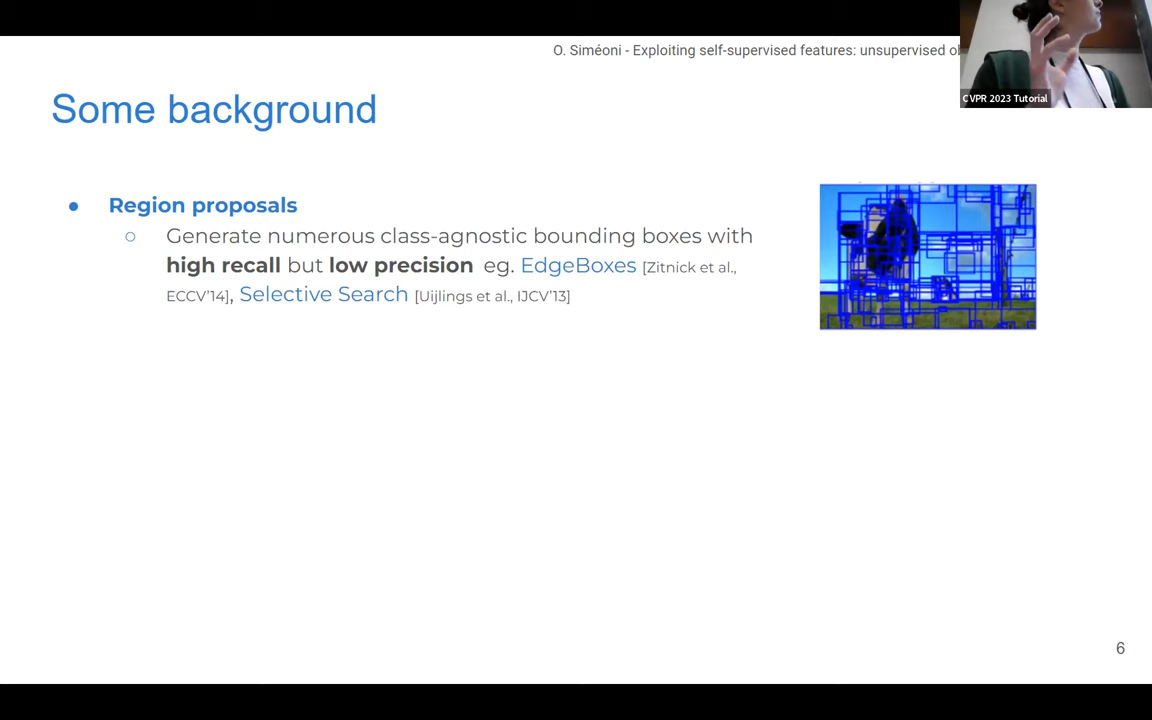 O. Siméoni - Exploiting self-supervised features: unsupervised
CVPR 2023 Tutorial
Some background
● Region proposals
○ Generate numerous class-agnostic bounding boxes with
high recall but low precision eg. EdgeBoxes [Zitnick et al.,
ECCV'14], Selective Search [Uijlings et al., IJCV'13]
6